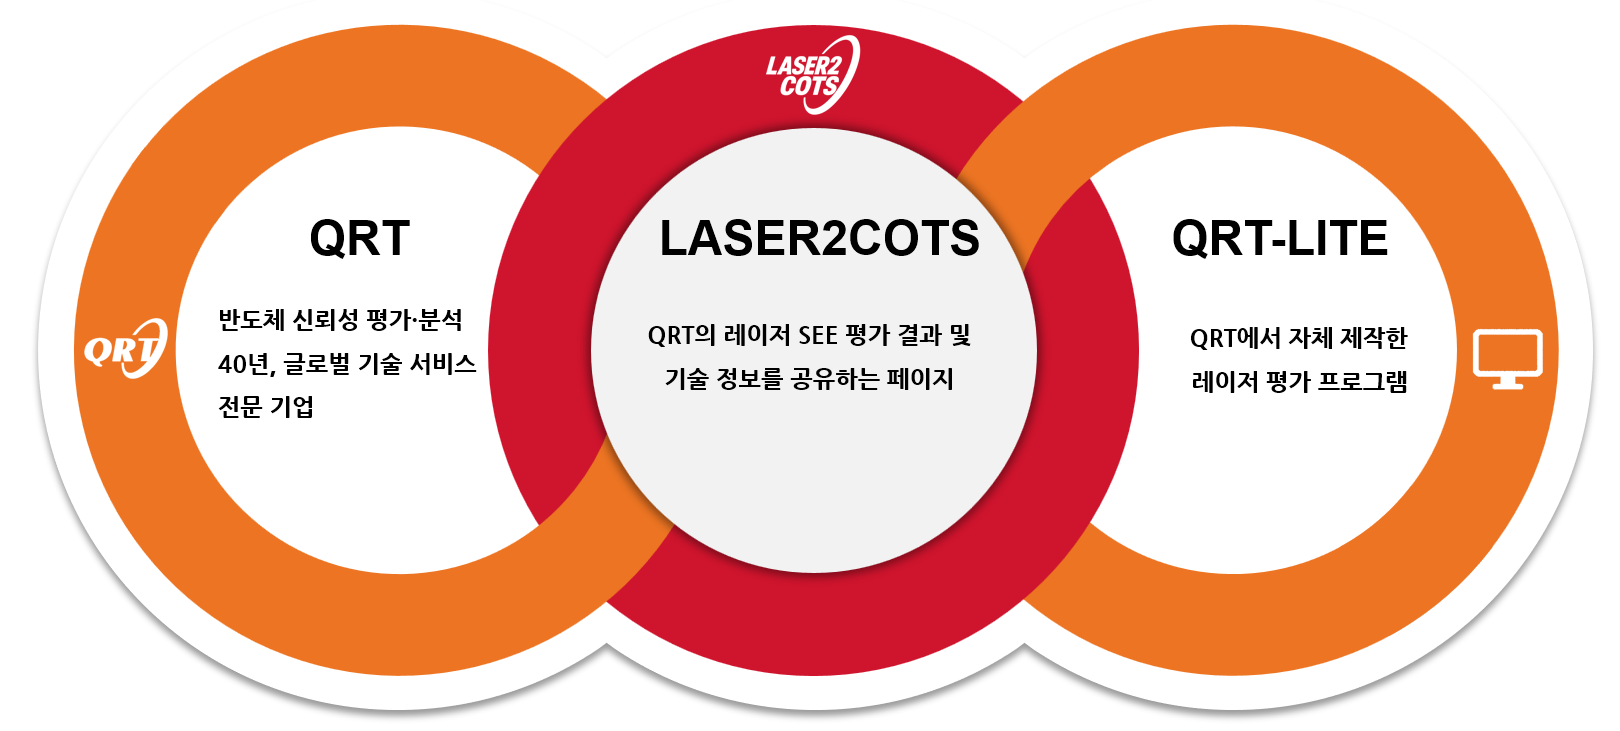 LASER2
COTS
QRT
반도체 신뢰성 평가·분석
40년, 글로벌 기술 서비스
전문 기업
QRT
LASER2COTS
QRT의 레이저 SEE 평가 결과 및
기술 정보를 공유하는 페이지
QRT-LITE
QRT에서 자체 제작한
레이저 평가 프로그램